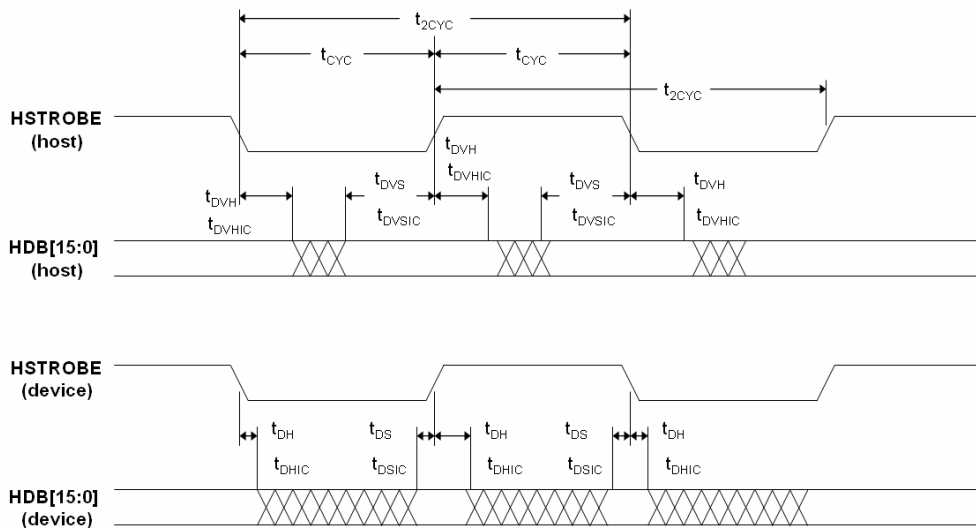 t2CYC
tCYC tCYC
t2CYC
HSTROBE
(host)
tDVH
tDVHIC
tDVS tDVS
tDVH tDVH
tDVSIC tDVSIC
tDVHIC tDVHIC
HDB[15:0]
(host)
HSTROBE
(device)
tDH tDS tDH tDS tDH
tDHIC tDSIC tDHIC tDSIC tDHIC
HDB[15:0]
(device)